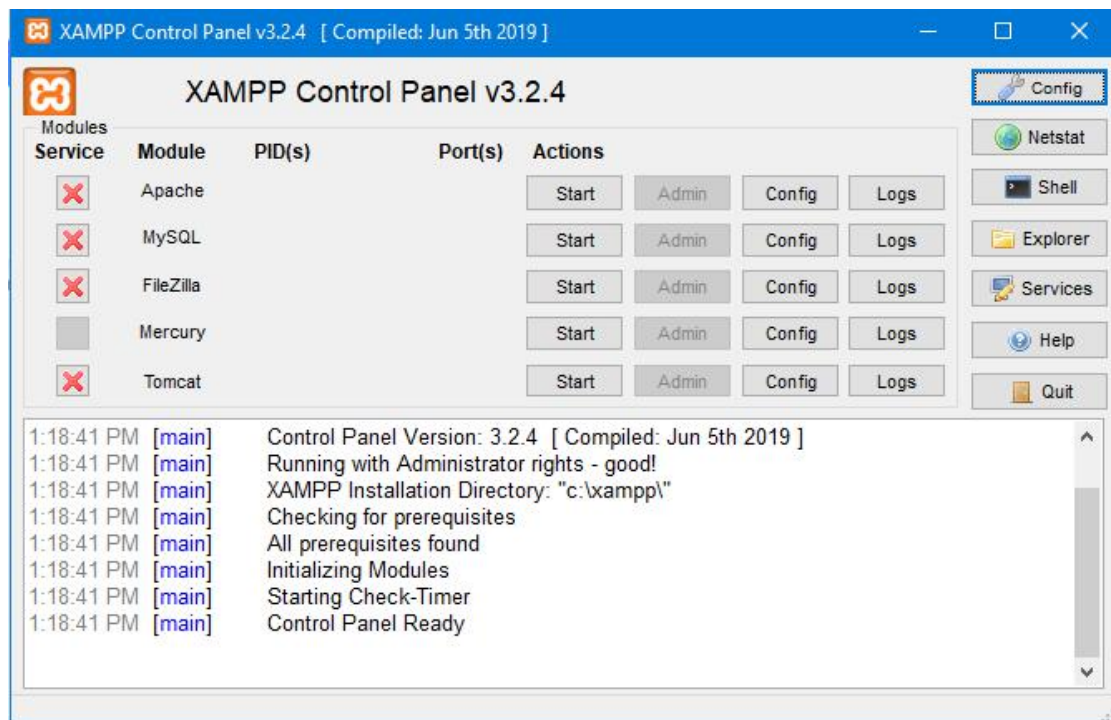 XAMPP Control Panel v3.2.4 [ Compiled: Jun 5th 2019 ]
XAMPP Control Panel v3.2.4
Config
Modules
Service Module PID(s) Port(s) Actions
Netstat
Apache Start Admin Config Logs
Shell
MySQL Start Admin Config Logs
Explorer
FileZilla Start Admin Config Logs
Services
Mercury Start Admin Config Logs
Help
Tomcat Start Admin Config Logs
Quit
1:18:41 PM [main] Control Panel Version: 3.2.4 [ Compiled: Jun 5th 2019 ]
1:18:41 PM [main] Running with Administrator rights - good!
1:18:41 PM [main] XAMPP Installation Directory: "c:\xampp\"
1:18:41 PM [main] Checking for prerequisites
1:18:41 PM [main] All prerequisites found
1:18:41 PM [main] Initializing Modules
1:18:41 PM [main] Starting Check-Timer
1:18:41 PM [main] Control Panel Ready